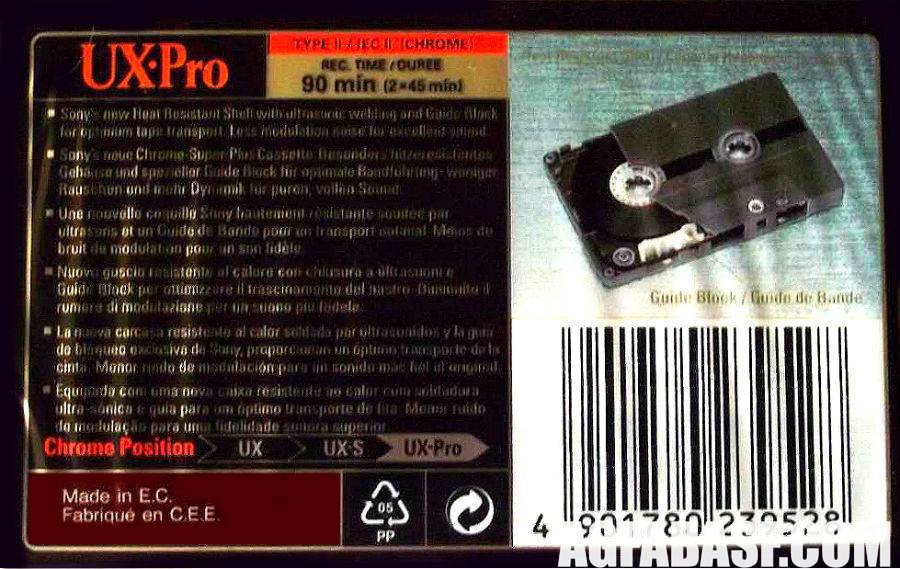 UX·Pro
TYPE II / IEC II (CHROME)
REC. TIME / DUREE
90 min (2×45 min)
Sony's new Heat Resistant Shell with ultrasonic welding and Guide Block
for optimum tape transport. Less modulation noise for excellent sound.
Sony's neue Chrome-Super-Plus Cassette Besonders hitzeresistentes
Gehäuse und spezieller Guide Block für optimale Bandführung - weniger
Rauschen und mehr Dynamik für puren, vollen Sound.
Une nouvelle coquille Sony hautement résistante soudée par
ultrasons et un Guide de Bande pour un transport optimal. Moins de
bruit de modulation pour un son fidèle.
Nuovo guscio resistente al calore con chiusura a ultrasuoni e
Guide Block per ottimizzare il trascinamento del nastro. Diminuito il
rumore di modulazione per un suono più fedele.
La nueva carcasa resistente al calor soldada por ultrasonidos y la guía
de bloqueo exclusiva de Sony, proporcionan un óptimo transporte de la
cinta. Menor ruido de modulación para un sonido más fiel al original.
Equipada com uma nova caixa resistente ao calor com soldadura
ultra-sónica e guia para um óptimo transporte de fita. Menor ruído
de modulação para uma fidelidade sonora superior.
Chrome Position UX UX-S UX-Pro
Made in E.C.
Fabriqué en C.E.E.
05
PP
Guide Block / Guide de Bande
4 901780 239528
AGFABASF.COM